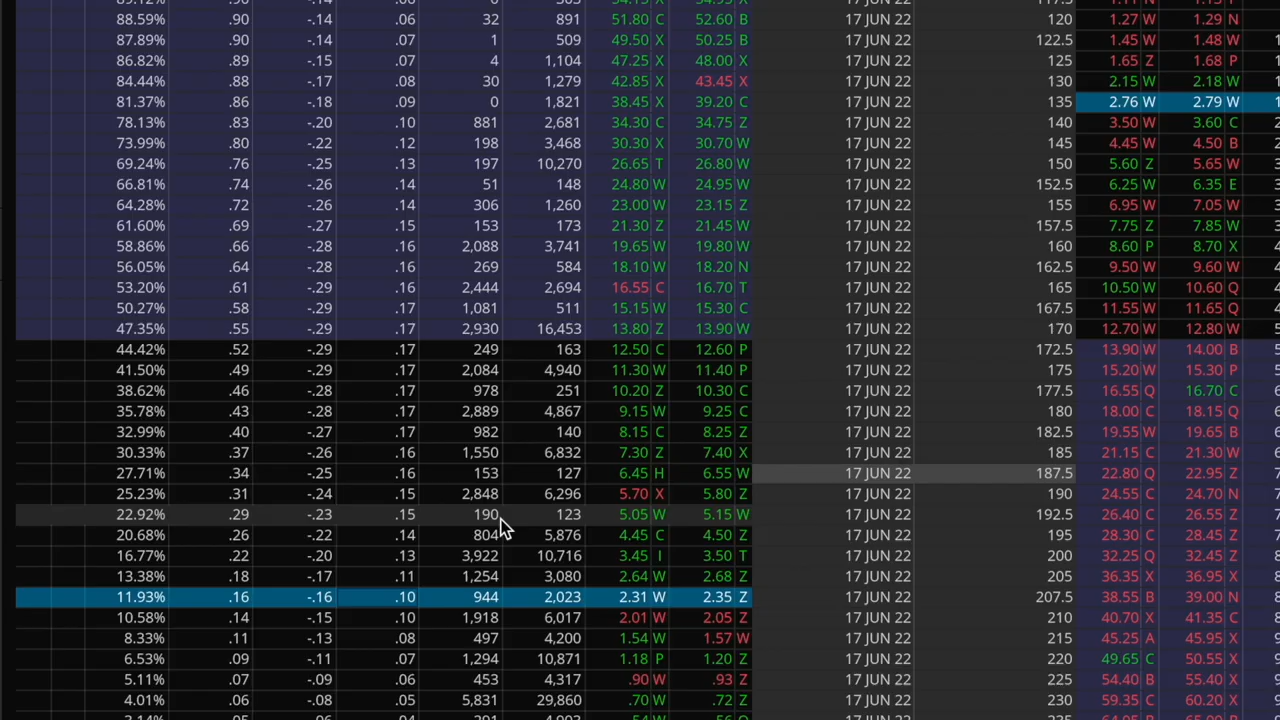 88.59% .90 -.14 .06 32 891 51.80 C 52.60 B 17 JUN 22 120 1.27 W 1.29 N
87.89% .90 -.14 .07 1 509 49.50 X 50.25 B 17 JUN 22 122.5 1.45 W 1.48 W
86.82% .89 -.15 .07 4 1,104 47.25 X 48.00 X 17 JUN 22 125 1.65 Z 1.68 P
84.44% .88 -.17 .08 30 1,279 42.85 X 43.45 X 17 JUN 22 130 2.15 W 2.18 W
81.37% .86 -.18 .09 0 1,821 38.45 X 39.20 C 17 JUN 22 135 2.76 W 2.79 W
78.13% .83 -.20 .10 881 2,681 34.30 C 34.75 Z 17 JUN 22 140 3.50 W 3.60 C
73.99% .80 -.22 .12 198 3,468 30.30 X 30.70 W 17 JUN 22 145 4.45 W 4.50 B
69.24% .76 -.25 .13 197 10,270 26.65 T 26.80 W 17 JUN 22 150 5.60 Z 5.65 W
66.81% .74 -.26 .14 51 148 24.80 W 24.95 W 17 JUN 22 152.5 6.25 W 6.35 E
64.28% .72 -.26 .14 306 1,260 23.00 W 23.15 Z 17 JUN 22 155 6.95 W 7.05 W
61.60% .69 -.27 .15 153 173 21.30 Z 21.45 W 17 JUN 22 157.5 7.75 Z 7.85 W
58.86% .66 -.28 .15 2,088 3,741 19.65 W 19.80 W 17 JUN 22 160 8.60 P 8.70 X
56.05% .64 -.28 .16 269 584 18.10 W 18.20 N 17 JUN 22 162.5 9.50 W 9.60 W
53.20% .61 -.29 .16 2,444 2,694 16.55 C 16.70 T 17 JUN 22 165 10.50 W 10.60 Q
50.27% .58 -.29 .17 1,081 511 15.15 W 15.30 C 17 JUN 22 167.5 11.55 W 11.65 Q
47.35% .55 -.29 .17 2,930 16,453 13.80 Z 13.90 W 17 JUN 22 170 12.70 W 12.80 W
44.42% .52 -.29 .17 249 163 12.50 C 12.60 P 17 JUN 22 172.5 13.90 W 14.00 B
41.50% .49 -.29 .17 2,084 4,940 11.30 W 11.40 P 17 JUN 22 175 15.20 W 15.30 P
38.62% .46 -.28 .17 978 251 10.20 Z 10.30 C 17 JUN 22 177.5 16.55 Q 16.70 C
35.78% .43 -.28 .17 2,889 4,867 9.15 W 9.25 C 17 JUN 22 180 18.00 C 18.15 Q
32.99% .40 -.27 .17 982 140 8.15 C 8.25 Z 17 JUN 22 182.5 19.55 W 19.65 B
30.33% .37 -.26 .16 1,550 6,832 7.30 Z 7.40 X 17 JUN 22 185 21.15 C 21.30 W
27.71% .34 -.25 .16 153 127 6.45 H 6.55 W 17 JUN 22 187.5 22.80 Q 22.95 Z
25.23% .31 -.24 .15 2,848 6,296 5.70 X 5.80 Z 17 JUN 22 190 24.55 C 24.70 N
22.92% .29 -.23 .15 190 123 5.05 W 5.15 W 17 JUN 22 192.5 26.40 C 26.55 Z
20.68% .26 -.22 .14 804 5,876 4.45 C 4.50 Z 17 JUN 22 195 28.30 C 28.45 Z
16.77% .22 -.20 .13 3,922 10,716 3.45 I 3.50 T 17 JUN 22 200 32.25 Q 32.45 Z
13.38% .18 -.17 .11 1,254 3,080 2.64 W 2.68 Z 17 JUN 22 205 36.35 X 36.95 X
11.93% .16 -.16 .10 944 2,023 2.31 W 2.35 Z 17 JUN 22 207.5 38.55 B 39.00 N
10.58% .14 -.15 .10 1,918 6,017 2.01 W 2.05 Z 17 JUN 22 210 40.70 X 41.35 C
8.33% .11 -.13 .08 497 4,200 1.54 W 1.57 W 17 JUN 22 215 45.25 A 45.95 X
6.53% .09 -.11 .07 1,294 10,871 1.18 P 1.20 Z 17 JUN 22 220 49.65 C 50.55 X
5.11% .07 -.09 .06 453 4,317 .90 W .93 Z 17 JUN 22 225 54.40 B 55.40 X
4.01% .06 -.08 .05 5,831 29,860 .70 W .72 Z 17 JUN 22 230 59.35 C 60.20 X